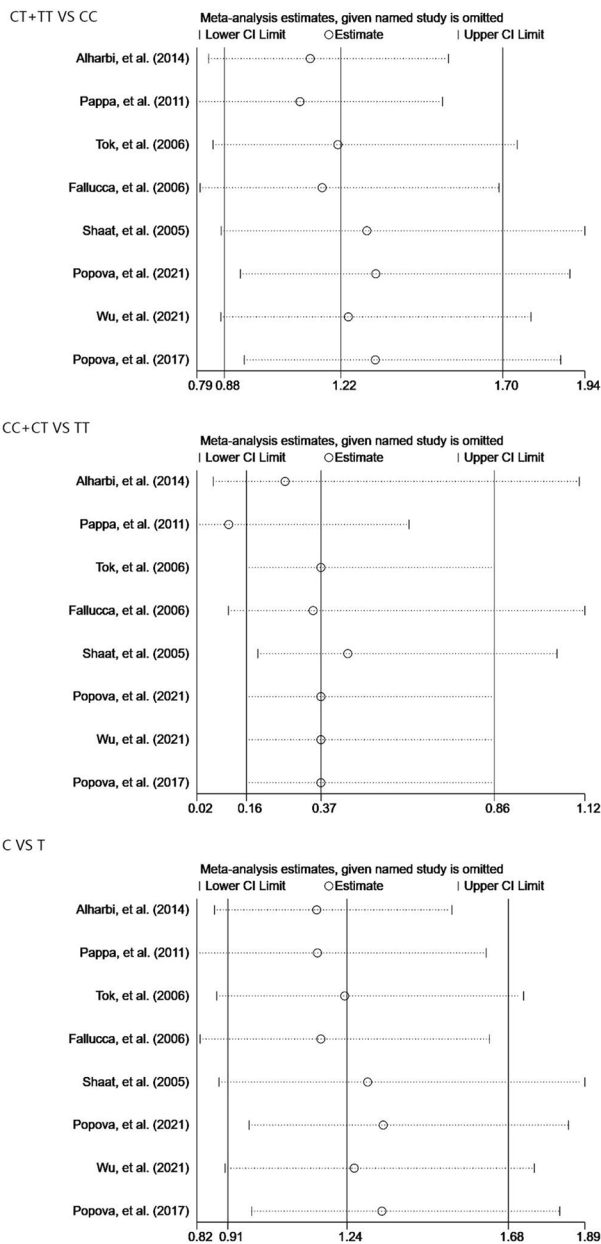 CT+TT VS CC
Meta-analysis estimates, given named study is omitted
Lower CI Limit Estimate Upper CI Limit
Alharbi, et al. (2014)
Pappa, et al. (2011)
Tok, et al. (2006)
Fallucca, et al. (2006)
Shaat, et al. (2005)
Popova, et al. (2021)
Wu, et al. (2021)
Popova, et al. (2017)
0.79 0.88 1.22 1.70 1.94
CC+CT VS TT
Meta-analysis estimates, given named study is omitted
Lower CI Limit Estimate Upper CI Limit
Alharbi, et al. (2014)
Pappa, et al. (2011)
Tok, et al. (2006)
Fallucca, et al. (2006)
Shaat, et al. (2005)
Popova, et al. (2021)
Wu, et al. (2021)
Popova, et al. (2017)
0.02 0.16 0.37 0.86 1.12
C VS T
Meta-analysis estimates, given named study is omitted
Lower CI Limit Estimate Upper CI Limit
Alharbi, et al. (2014)
Pappa, et al. (2011)
Tok, et al. (2006)
Fallucca, et al. (2006)
Shaat, et al. (2005)
Popova, et al. (2021)
Wu, et al. (2021)
Popova, et al. (2017)
0.82 0.91 1.24 1.68 1.89